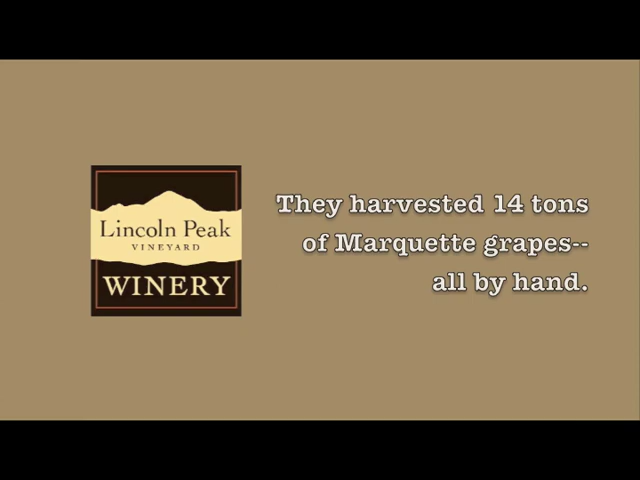 Lincoln Peak
VINEYARD
WINERY
They harvested 14 tons
of Marquette grapes--
all by hand.